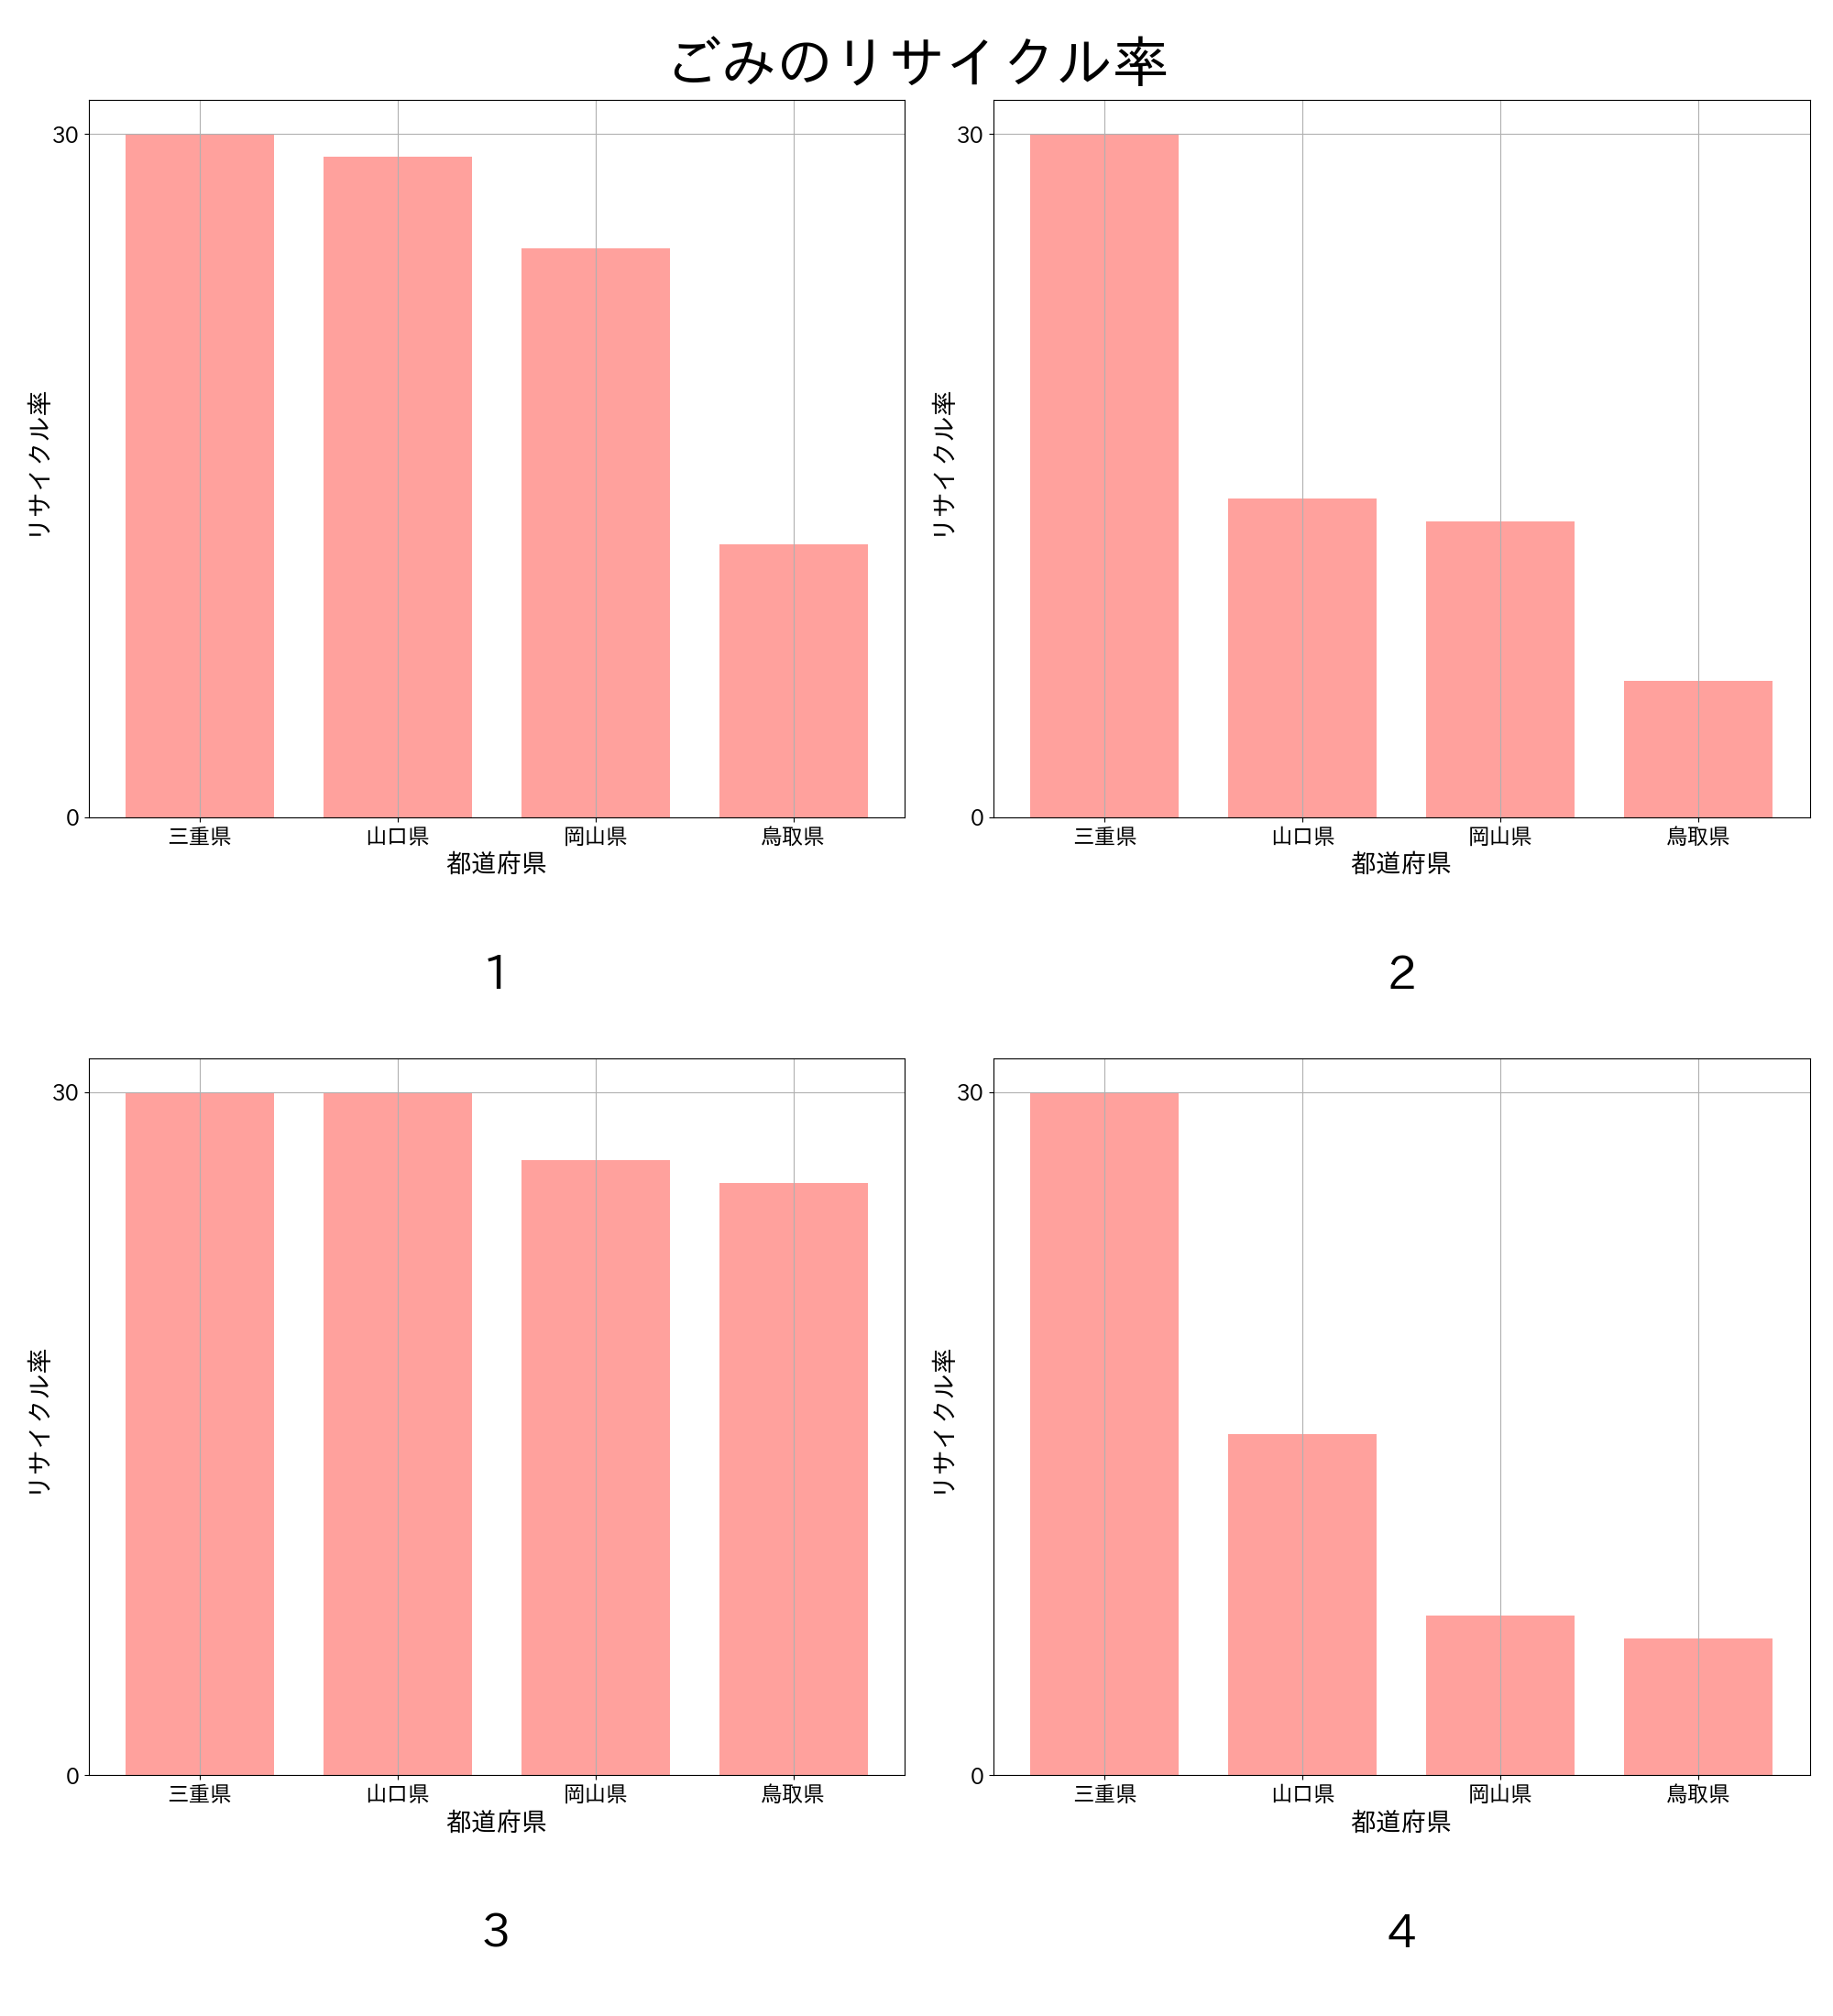 ごみのリサイクル率
30
0
リサイクル率
三重県 山口県 岡山県 鳥取県
都道府県
1
30
0
リサイクル率
三重県 山口県 岡山県 鳥取県
都道府県
2
30
0
リサイクル率
三重県 山口県 岡山県 鳥取県
都道府県
3
30
0
リサイクル率
三重県 山口県 岡山県 鳥取県
都道府県
4